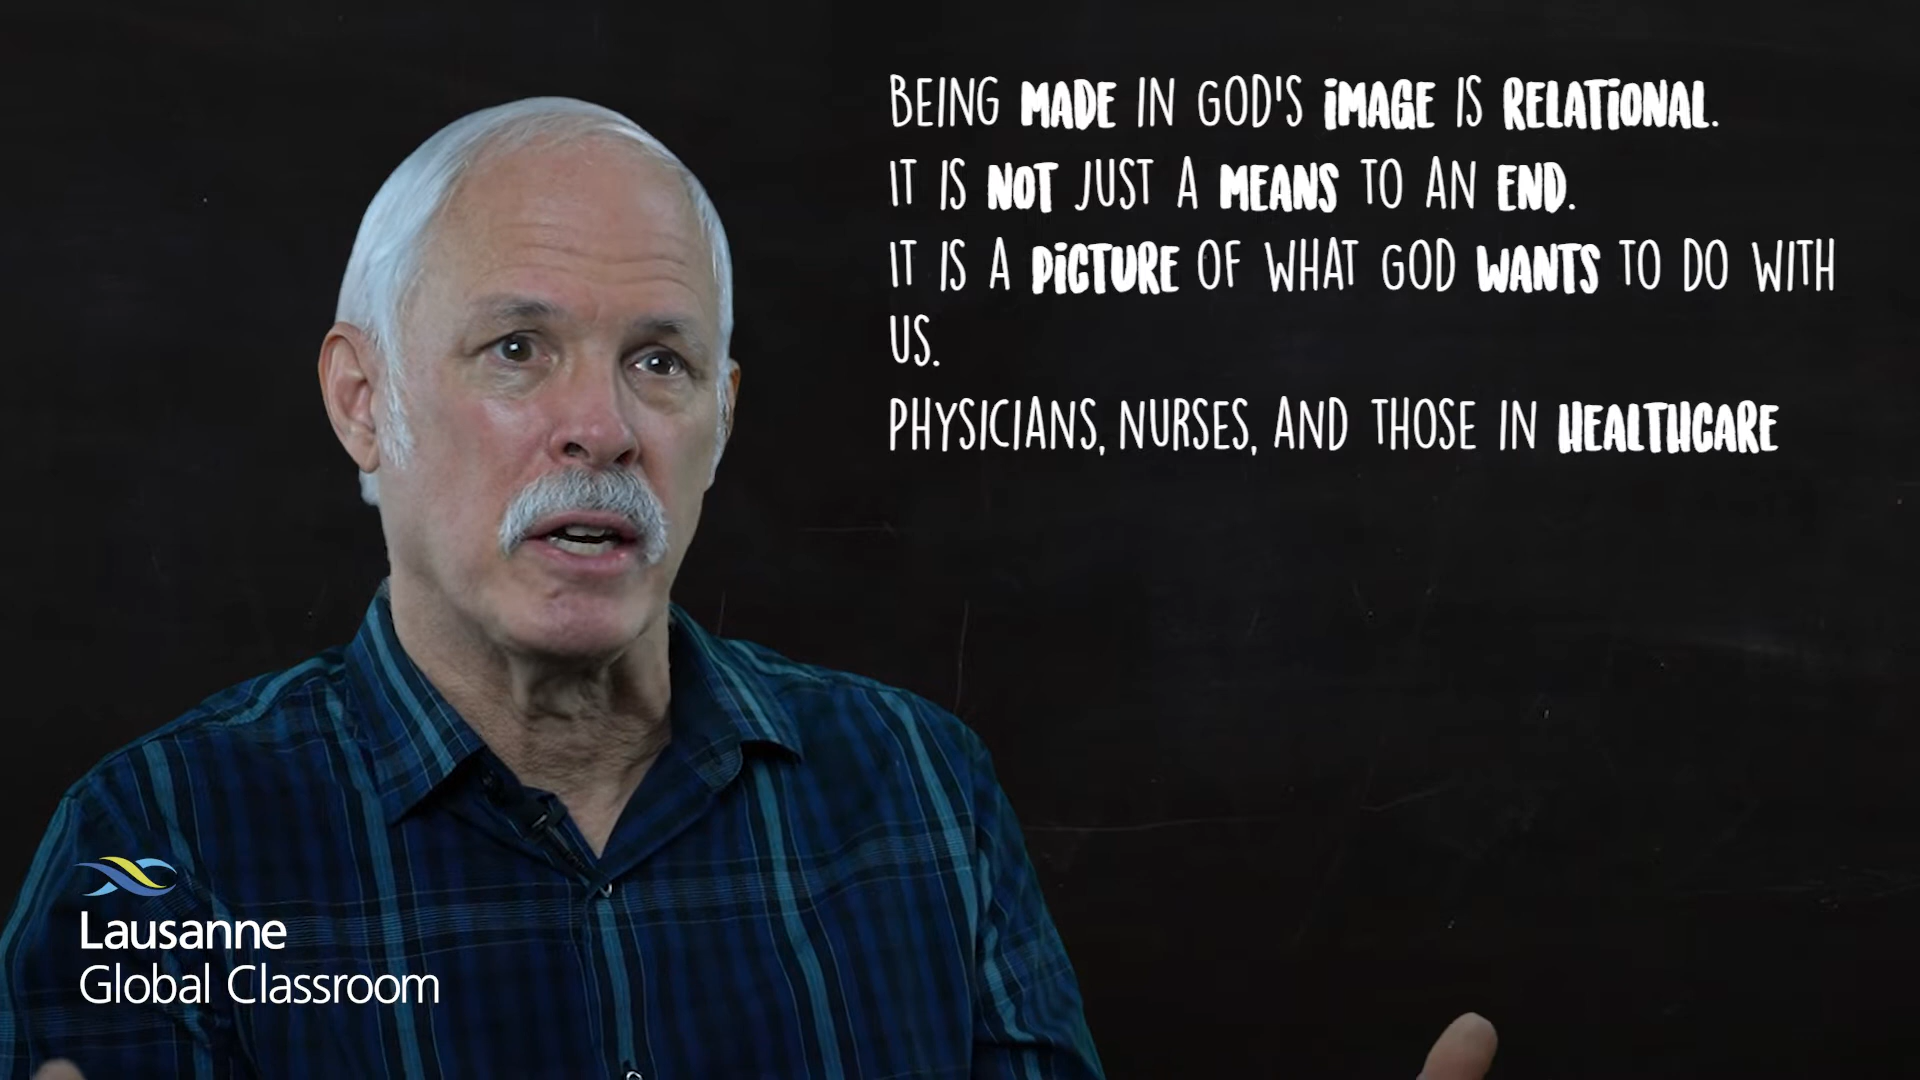 BEING MADE IN GOD'S IMAGE IS RELATIONAL.
IT IS NOT JUST A MEANS TO AN END.
IT IS A PICTURE OF WHAT GOD WANTS TO DO WITH
US.
PHYSICIANS, NURSES, AND THOSE IN HEALTHCARE
Lausanne
Global Classroom